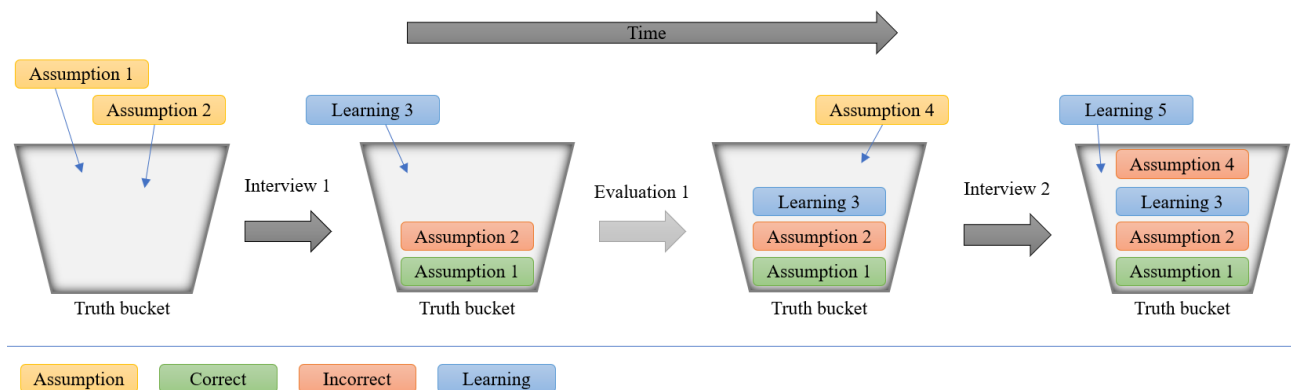 Time
Assumption 1
Assumption 2
Learning 3
Assumption 4
Learning 5
Interview 1
Evaluation 1
Interview 2
Assumption 2
Assumption 1
Learning 3
Assumption 2
Assumption 1
Assumption 4
Learning 3
Assumption 2
Assumption 1
Truth bucket
Truth bucket
Truth bucket
Truth bucket
Assumption
Correct
Incorrect
Learning